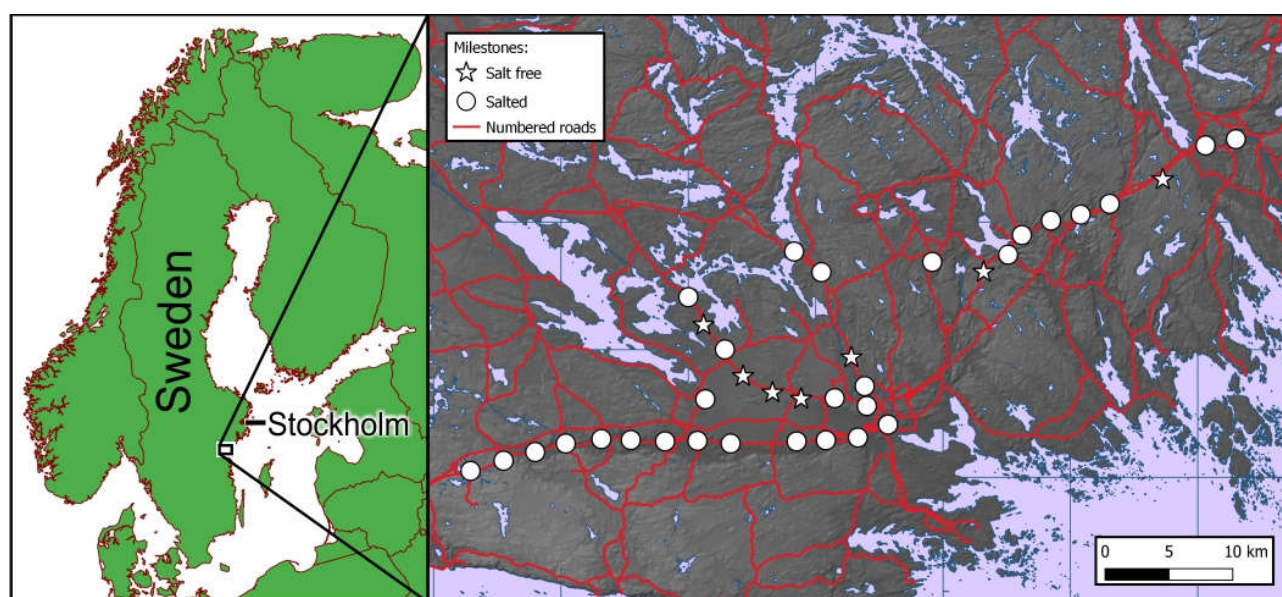 Sweden
Stockholm
Milestones:
Salt free
Salted
Numbered roads
0 5 10 km